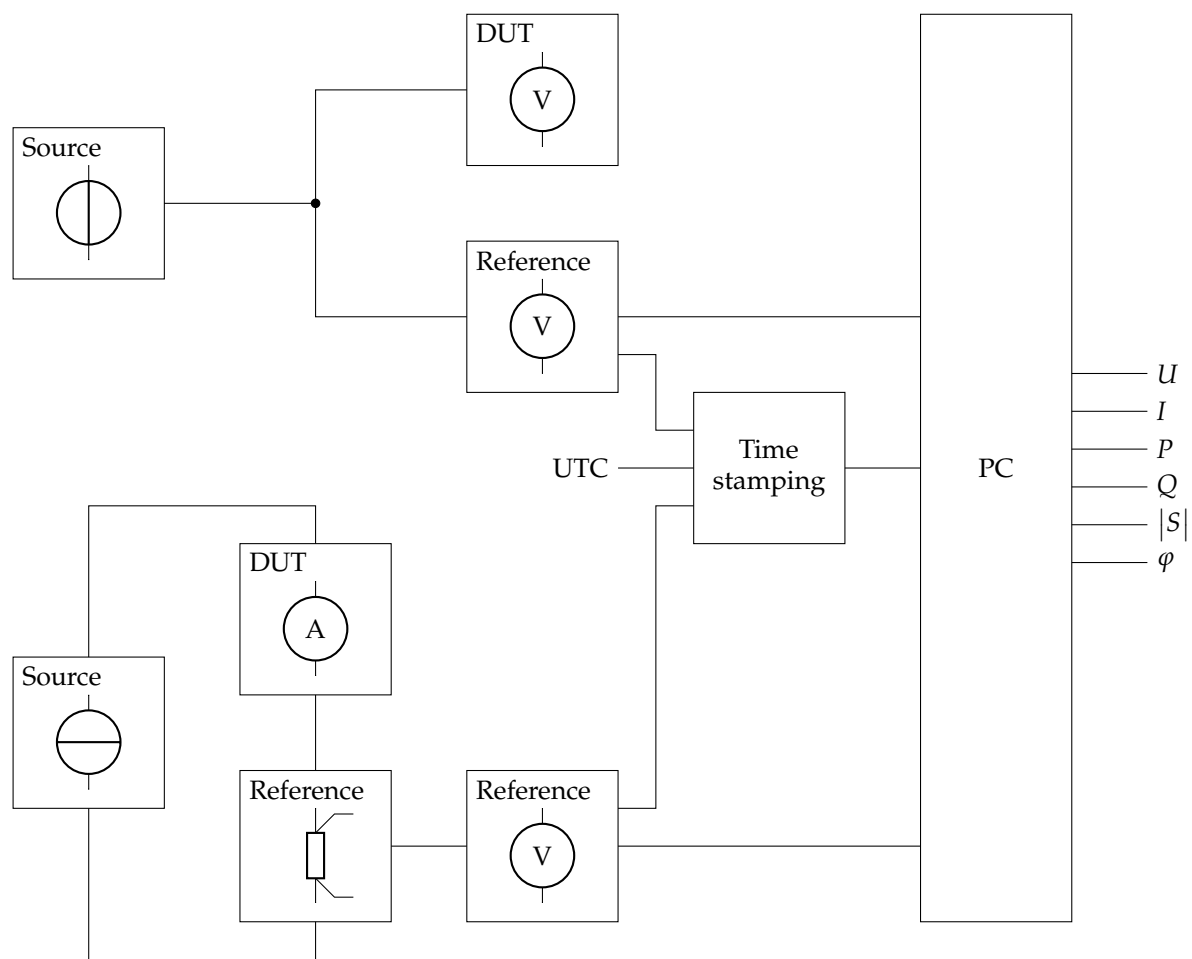 DUT
V
Source
Reference
V
U
I
P
Q
|S|
φ
Time
stamping
UTC
PC
DUT
A
Source
Reference
Reference
V